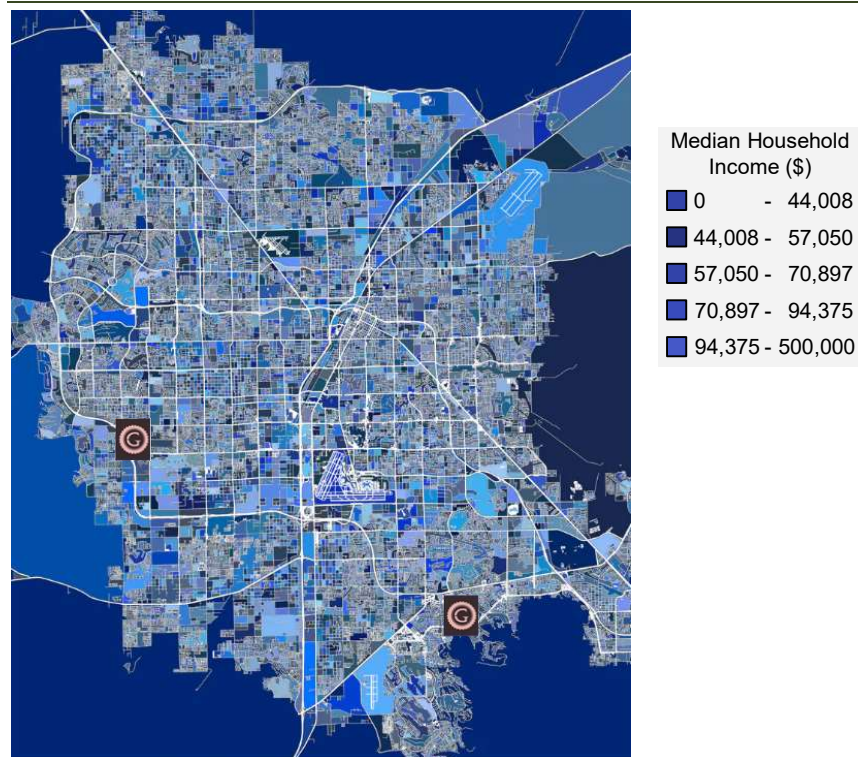 Median Household
Income ($)
0 - 44,008
44,008 - 57,050
57,050 - 70,897
70,897 - 94,375
94,375 - 500,000
G
G